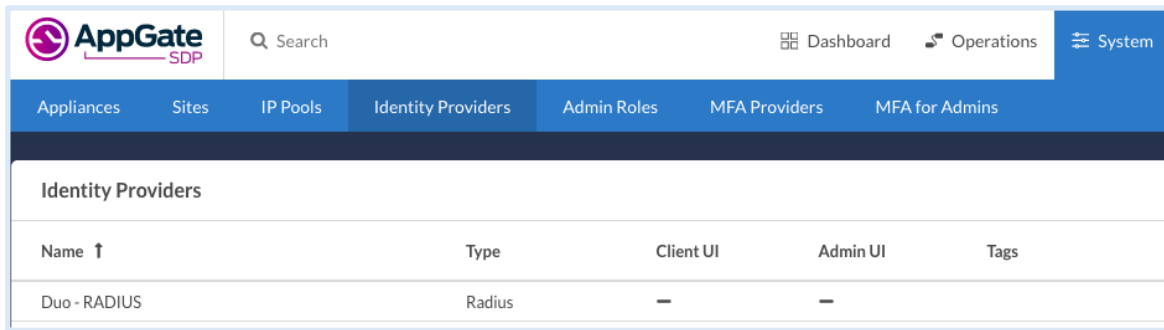 AppGate SDP Search Dashboard Operations System
Appliances Sites IP Pools Identity Providers Admin Roles MFA Providers MFA for Admins
Identity Providers
Name ↑ Type Client UI Admin UI Tags
Duo - RADIUS Radius – –